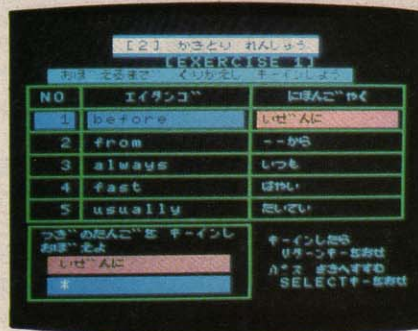 [2] かきとり れんしゅう
[EXERCISE 1]
おぼえるまで くりかえし キーインしよう
NO エイタンゴ にほんごやく
1 before いぜんに
2 from --から
3 always いつも
4 fast はやい
5 usually たいてい
つぎのたんごを キーインし
おぼえよ
いぜんに
*
キーインしたら
リターンキーをおせ
パス さきへすすむ
SELECTキーをおせ